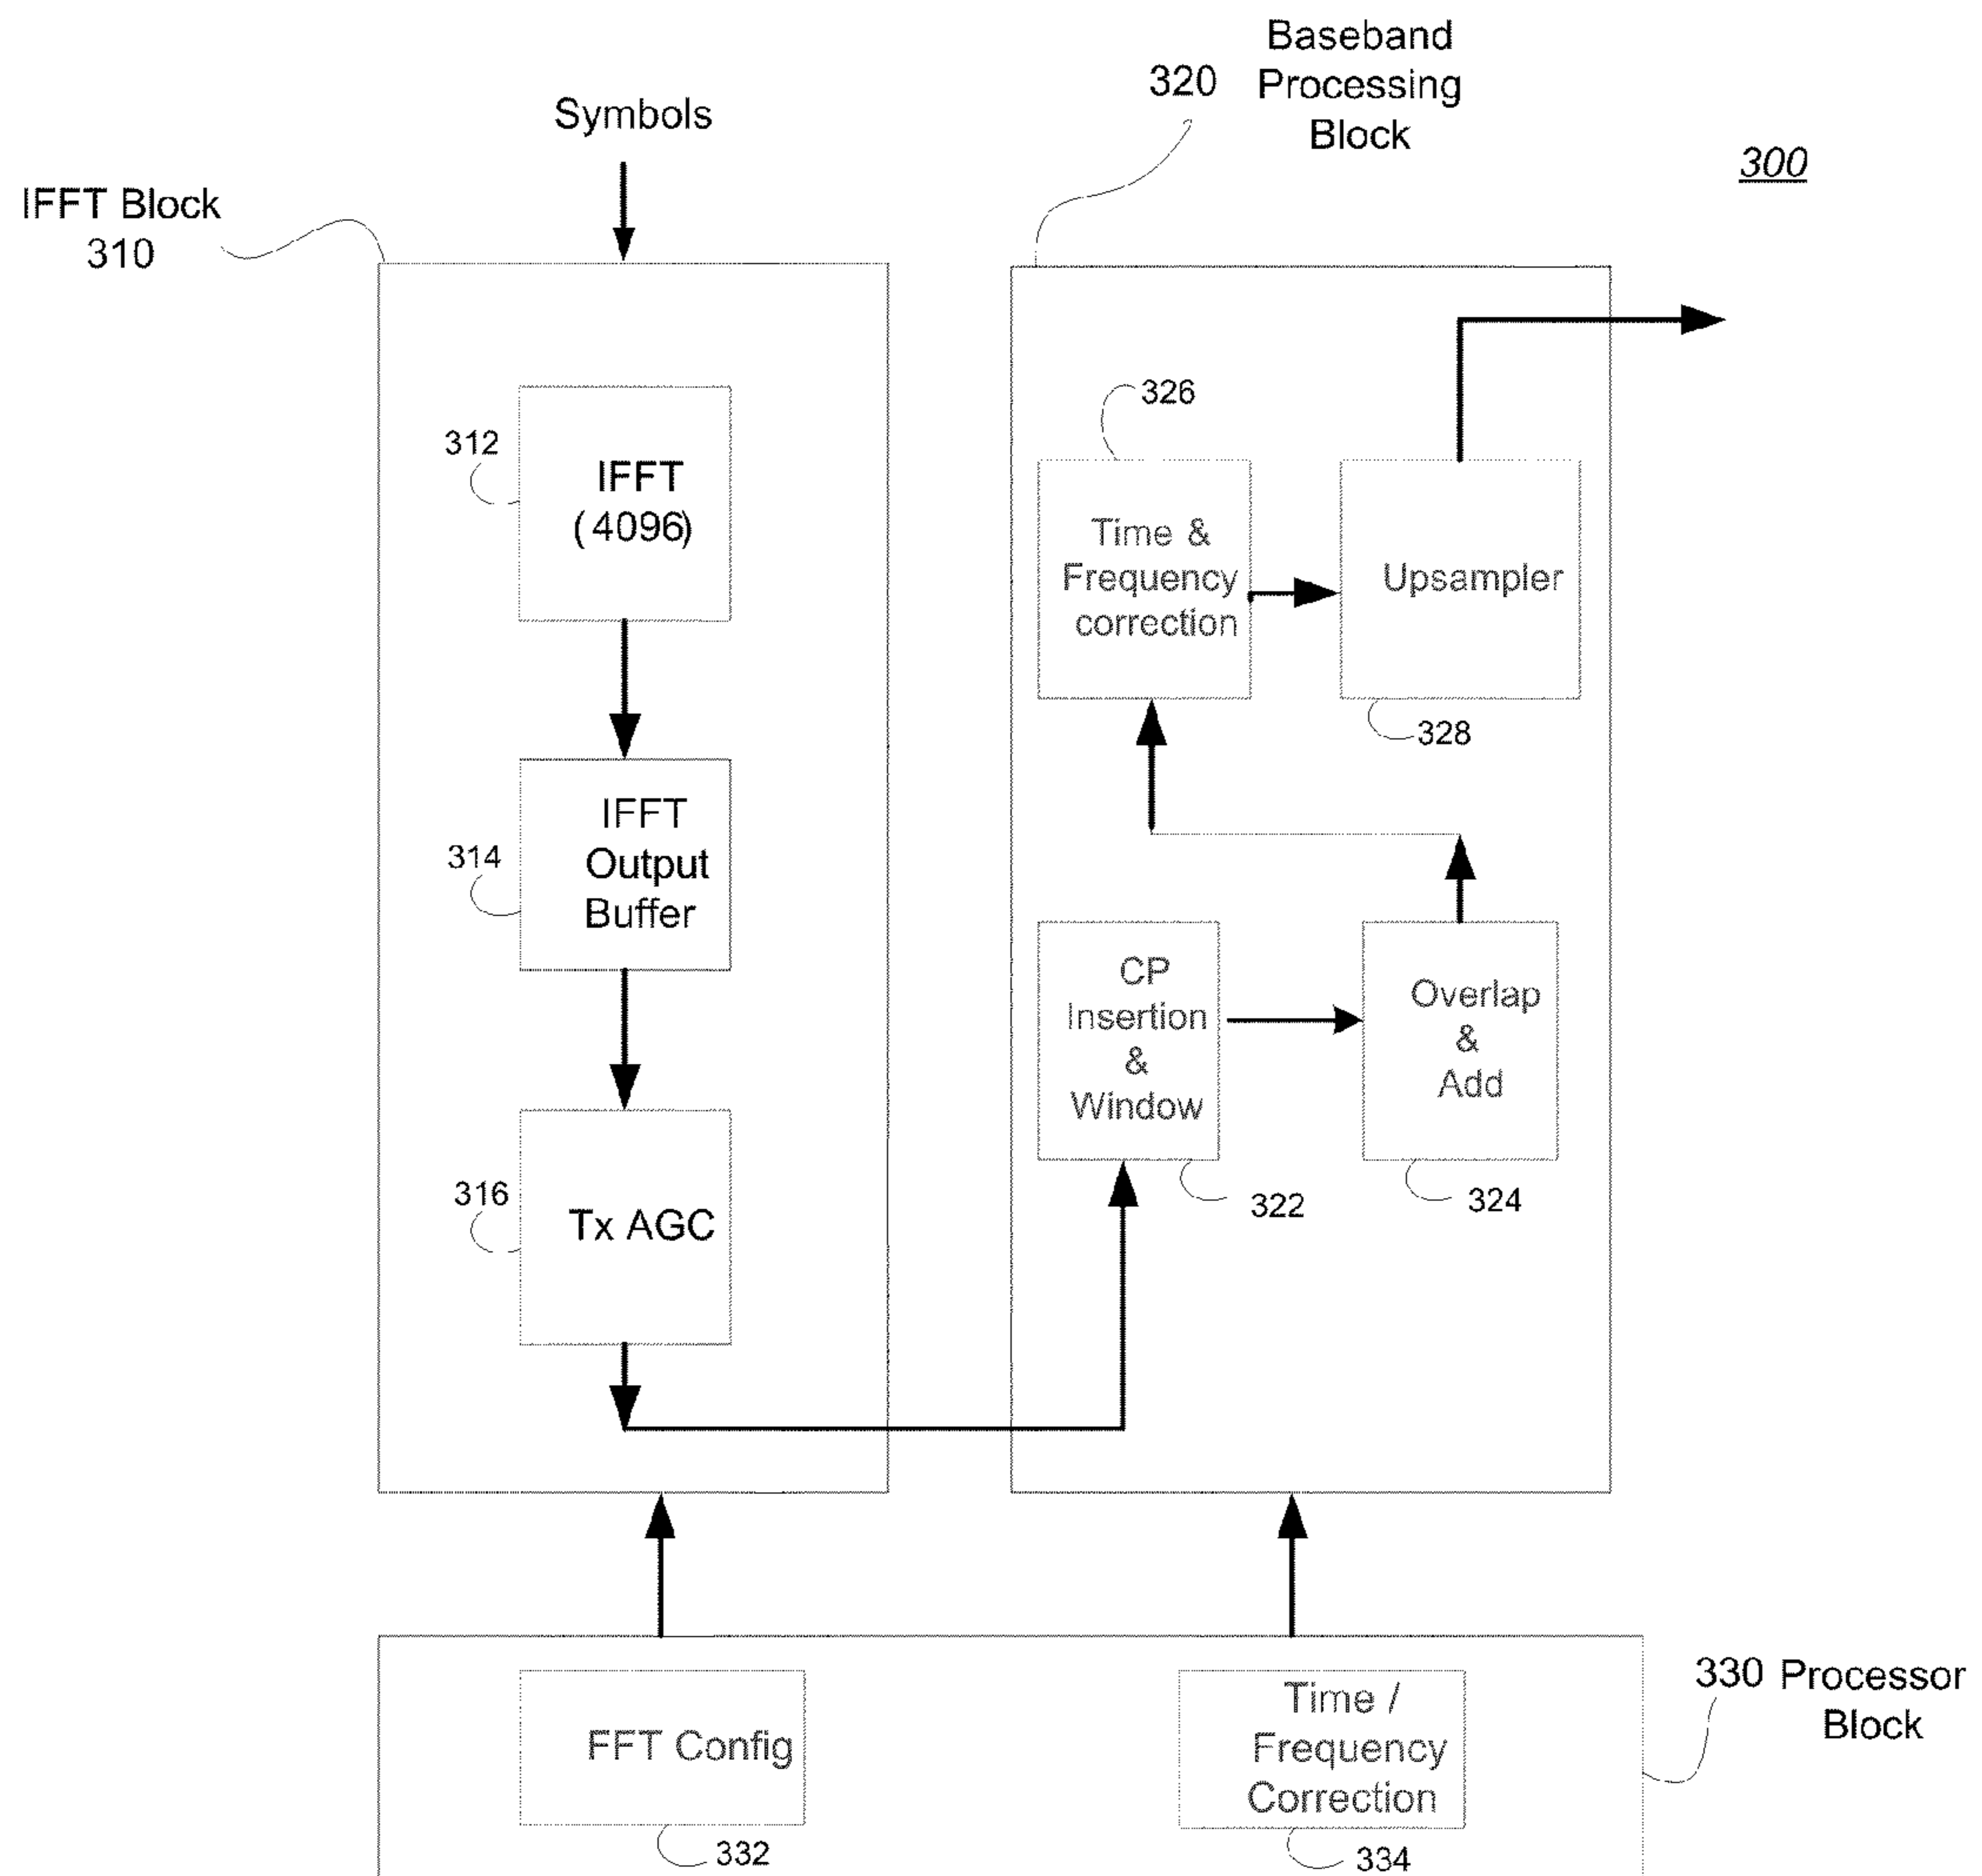 Baseband
320 Processing
Block
Symbols
300
IFFT Block
310
326
312
IFFT
(4096)
Time &
Frequency
correction
Upsampler
328
IFFT
Output
Buffer
314
CP
Insertion
&
Window
Overlap
&
Add
316
Tx AGC
322
324
330 Processor
Block
FFT Config
Time /
Frequency
Correction
332
334